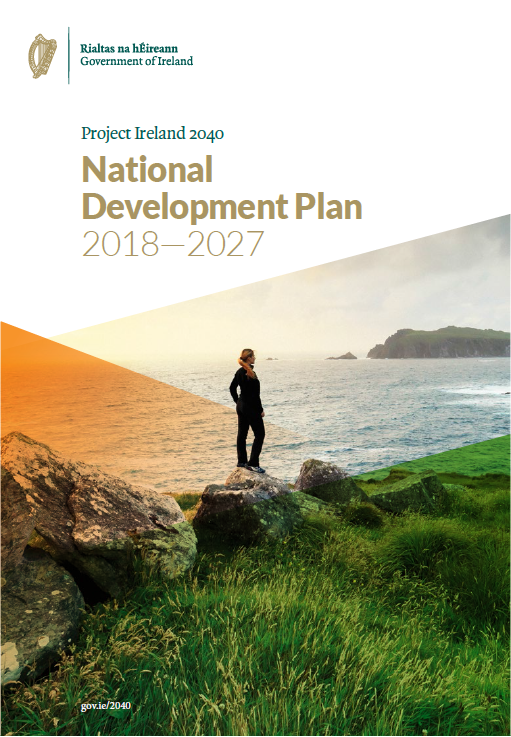 Rialtas na hÉireann
Government of Ireland
Project Ireland 2040
National
Development Plan
2018—2027
gov.ie/2040